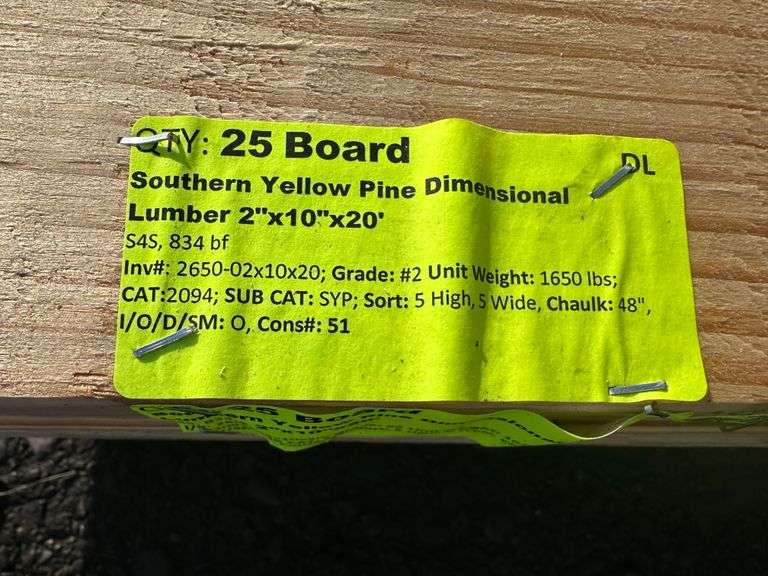 QTY: 25 Board
DL
Southern Yellow Pine Dimensional
Lumber 2"x10"x20'
S4S, 834 bf
Inv#: 2650-02x10x20; Grade: #2 Unit Weight: 1650 lbs;
CAT:2094; SUB CAT: SYP; Sort: 5 High, 5 Wide, Chaulk: 48",
I/O/D/SM: O, Cons#: 51
25 Board